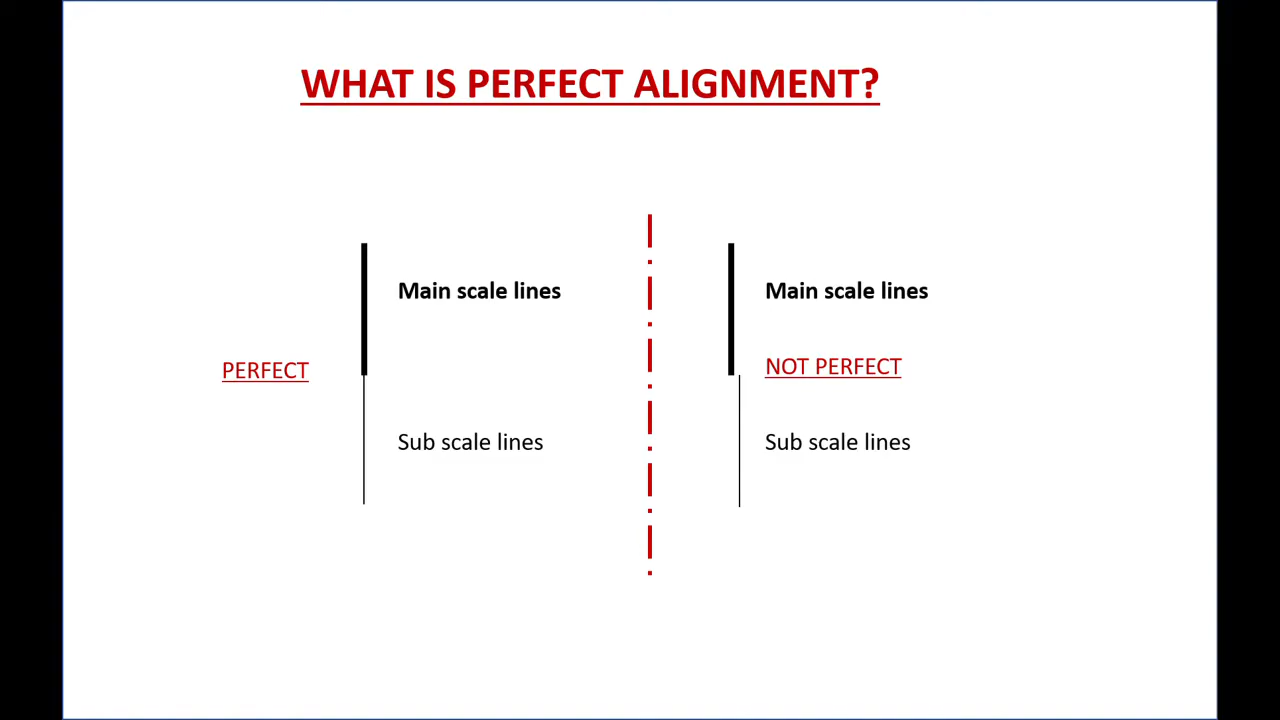 WHAT IS PERFECT ALIGNMENT?
Main scale lines
PERFECT
Sub scale lines
Main scale lines
NOT PERFECT
Sub scale lines